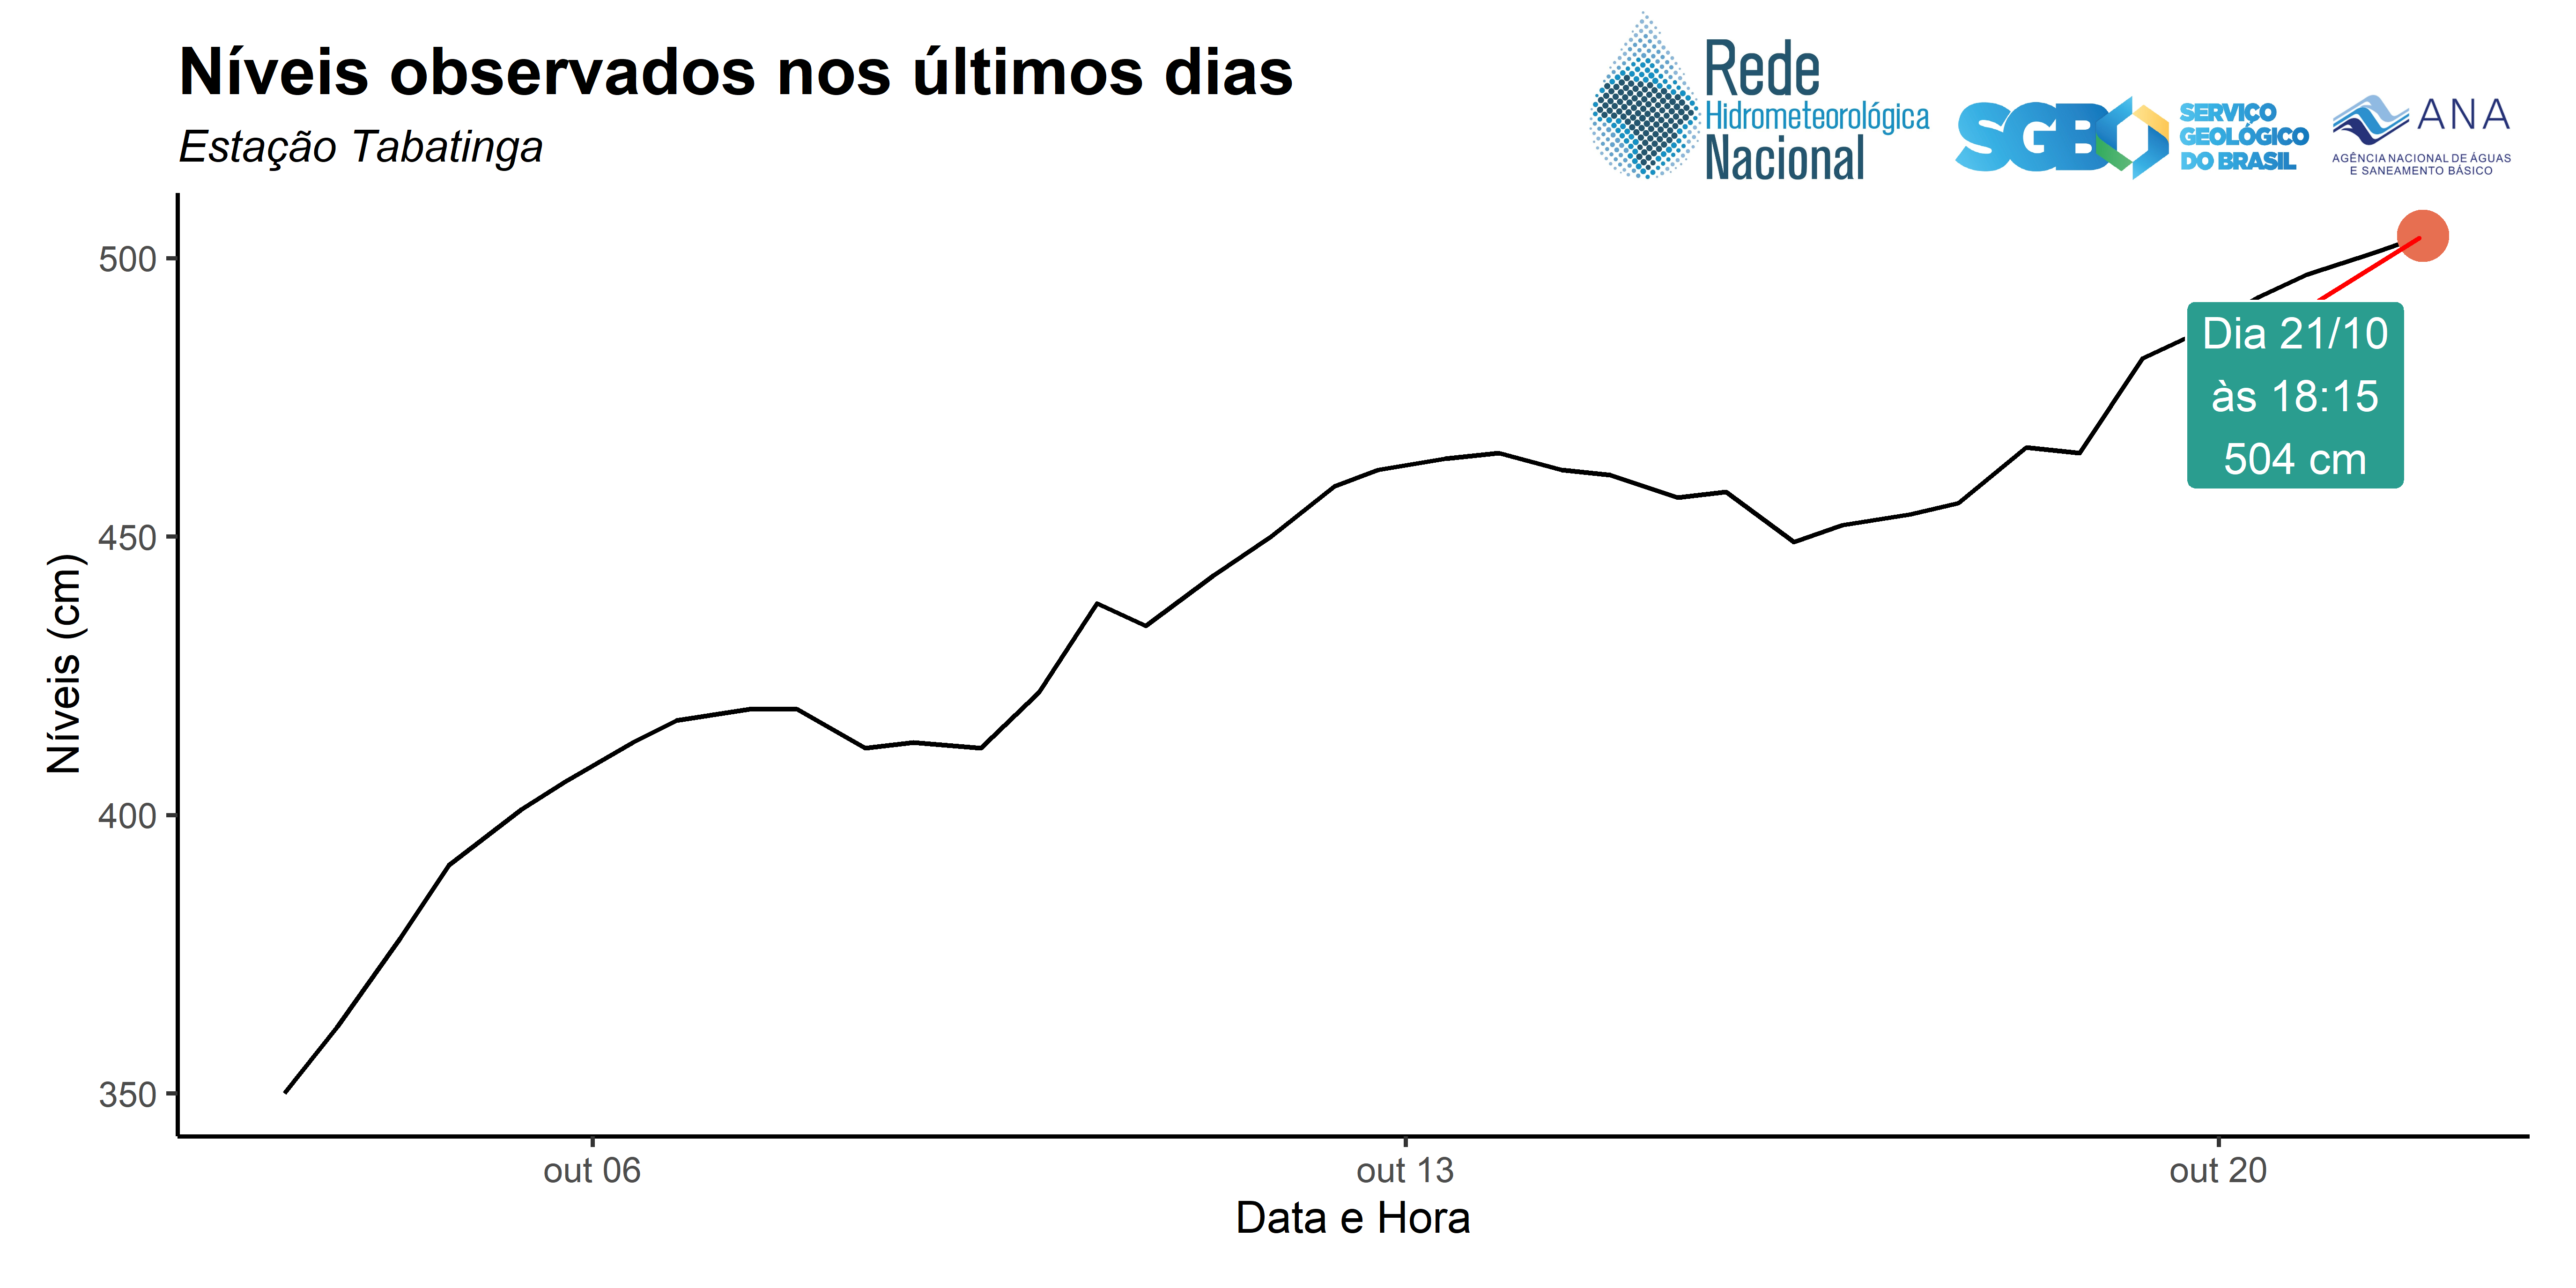 Níveis observados nos últimos dias
Estação Tabatinga
Rede
Hidrometeorológica
Nacional
SGB
SERVIÇO
GEOLÓGICO
DO BRASIL
ANA
AGÊNCIA NACIONAL DE ÁGUAS
E SANEAMENTO BÁSICO
Níveis (cm)
500
450
400
350
Dia 21/10
às 18:15
504 cm
out 06
out 13
out 20
Data e Hora